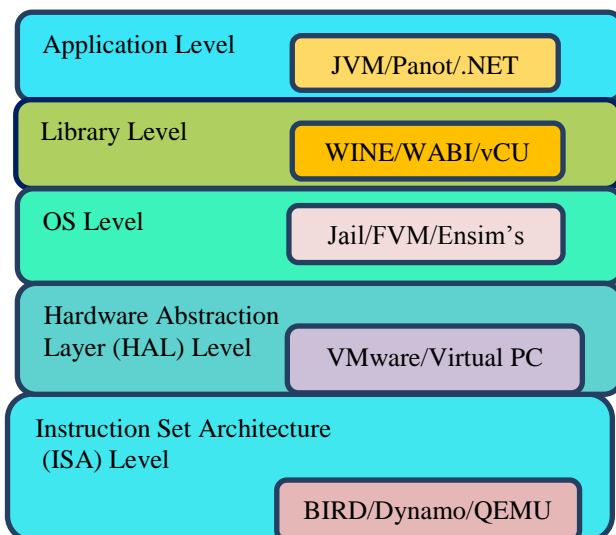 Application Level
JVM/Panot/.NET
Library Level
WINE/WABI/vCU
OS Level
Jail/FVM/Ensim’s
Hardware Abstraction
Layer (HAL) Level
VMware/Virtual PC
Instruction Set Architecture
(ISA) Level
BIRD/Dynamo/QEMU